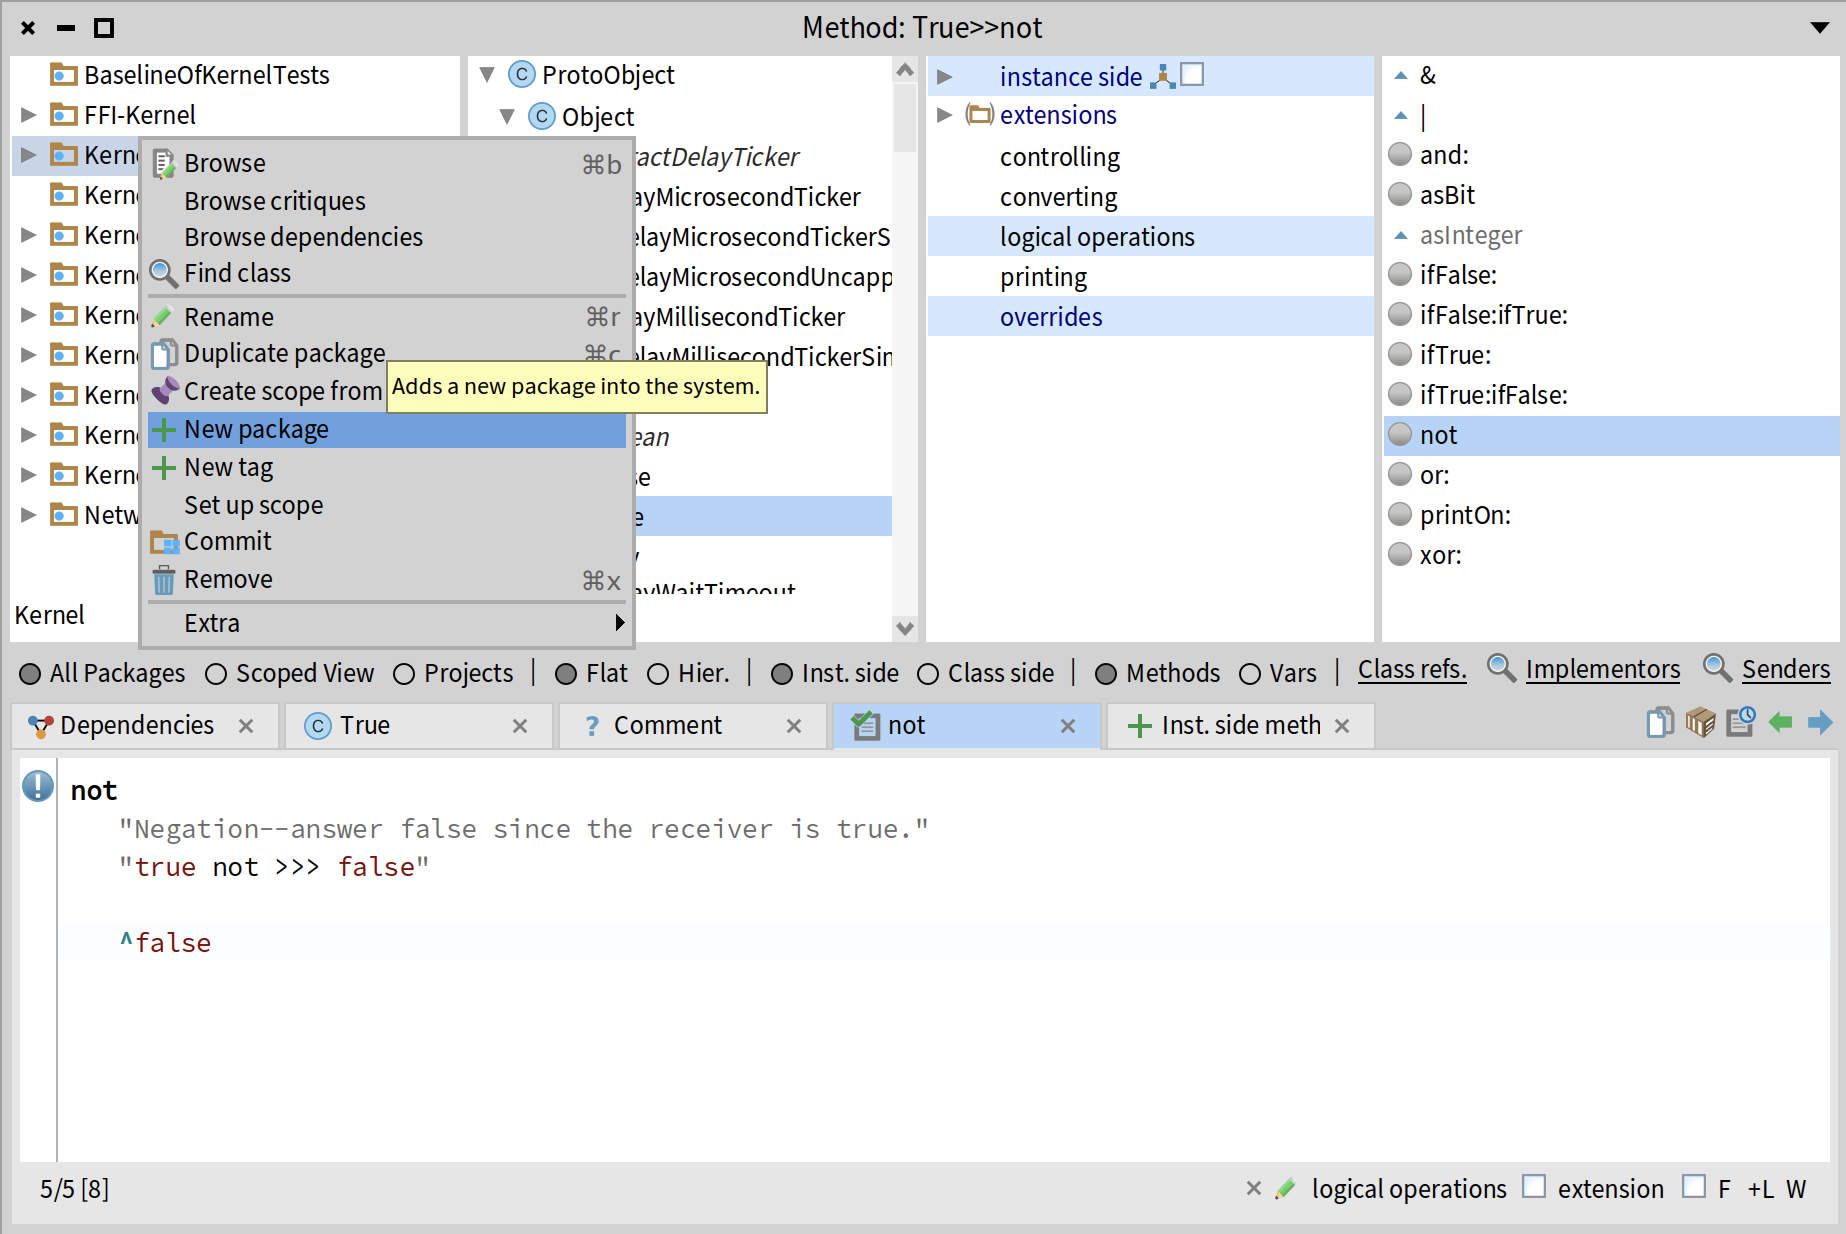 Method: True>>not
BaselineOfKernelTests
FFI-Kernel
Kern
Kern
Kern
Kern
Kern
Kern
Kern
Kern
Kern
Netw
Kernel
Browse ⌘b
Browse critiques
Browse dependencies
Find class
Rename ⌘r
Duplicate package ⌘c
Create scope from
Adds a new package into the system.
New package
New tag
Set up scope
Commit
Remove ⌘x
Extra
ProtoObject
Object
actDelayTicker
ayMicrosecondTicker
elayMicrosecondTickerS
elayMicrosecondUncapp
ayMillisecondTicker
elayMillisecondTickerSin
ean
se
e
y
ayWaitTimeout
instance side
extensions
controlling
converting
logical operations
printing
overrides
&
|
and:
asBit
asInteger
ifFalse:
ifFalse:ifTrue:
ifTrue:
ifTrue:ifFalse:
not
or:
printOn:
xor:
All Packages Scoped View Projects | Flat Hier. | Inst. side Class side | Methods Vars | Class refs. Implementors Senders
Dependencies True ? Comment not Inst. side meth
not
"Negation--answer false since the receiver is true."
"true not >>> false"
^false
5/5 [8] logical operations extension F +L W